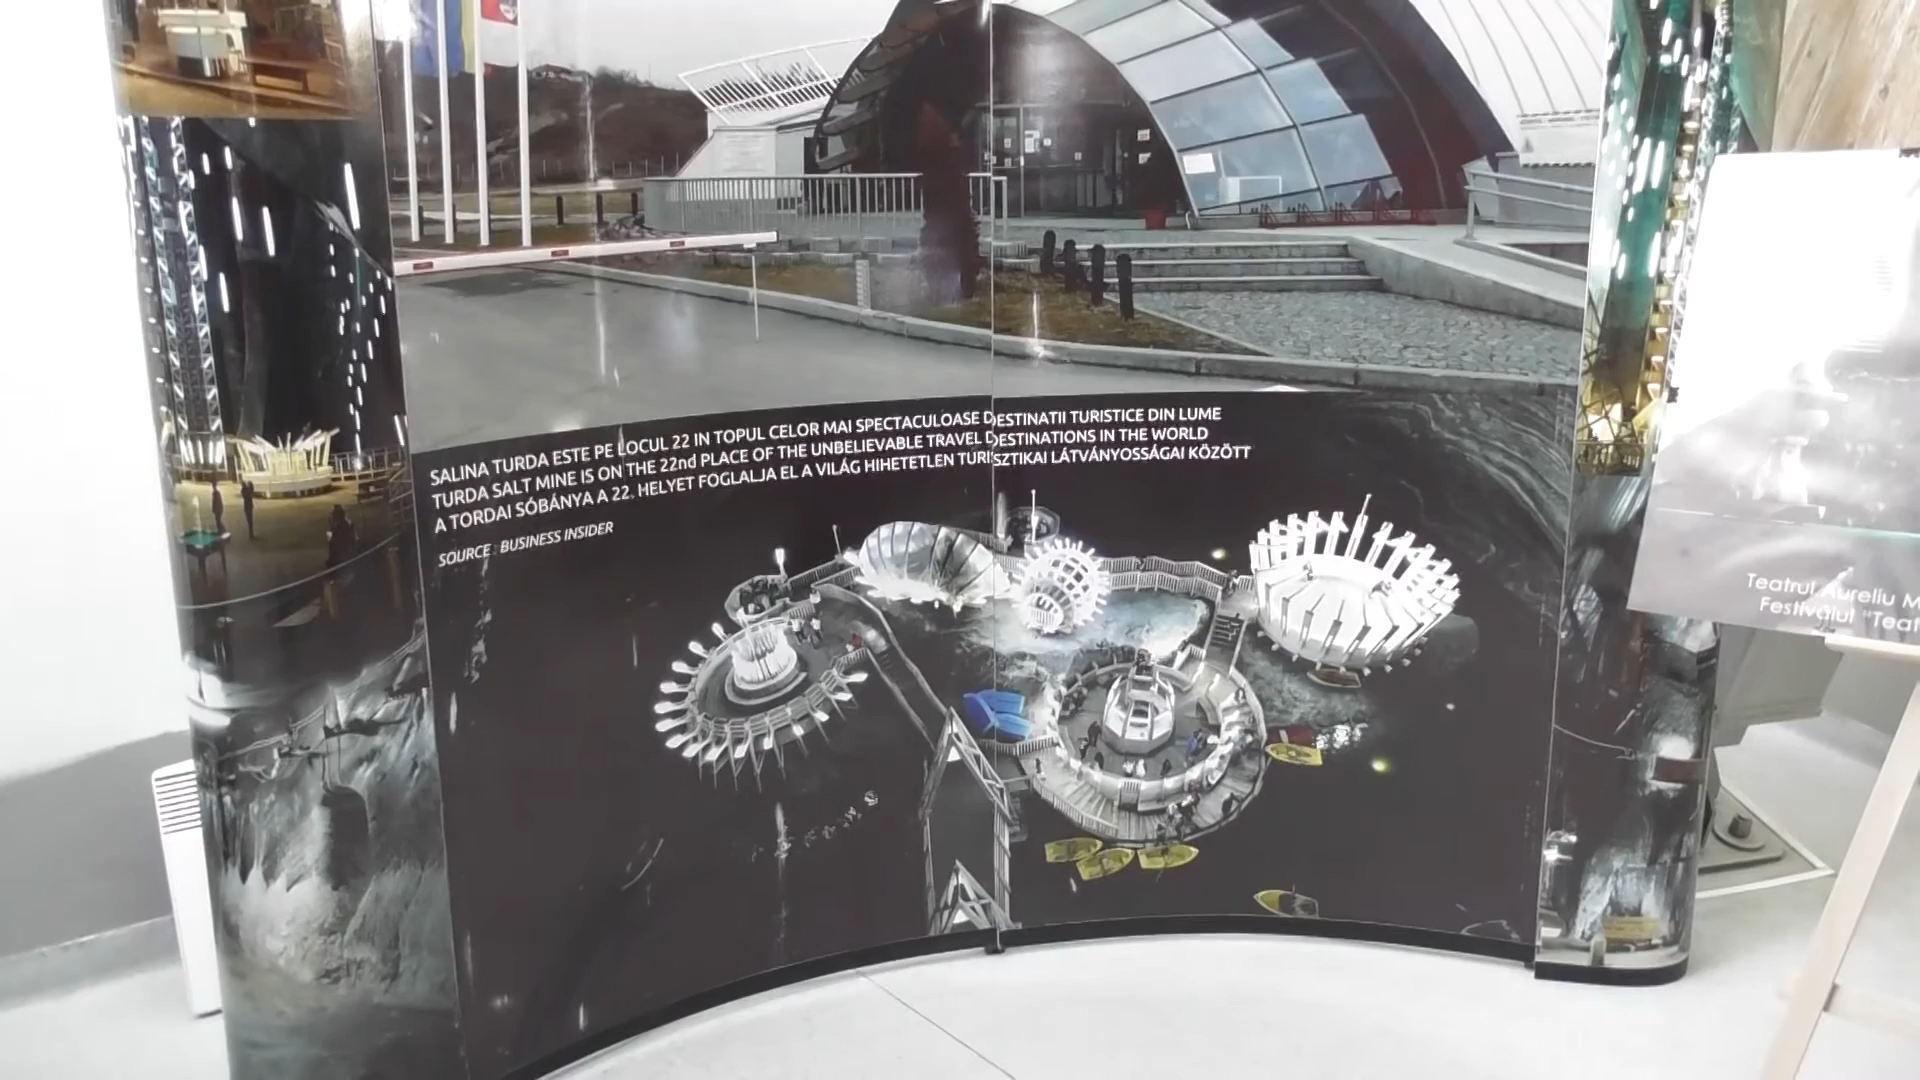 SALINA TURDA ESTE PE LOCUL 22 IN TOPUL CELOR MAI SPECTACULOASE DESTINATII TURISTICE DIN LUME
TURDA SALT MINE IS ON THE 22nd PLACE OF THE UNBELIEVABLE TRAVEL DESTINATIONS IN THE WORLD
A TORDAI SÓBÁNYA A 22. HELYET FOGLALJA EL A VILÁG HIHETETLEN TURISZTIKAI LÁTVÁNYOSSÁGAI KÖZÖTT
SOURCE: BUSINESS INSIDER
Teatrul Aureliu M
Festivalul "Teat